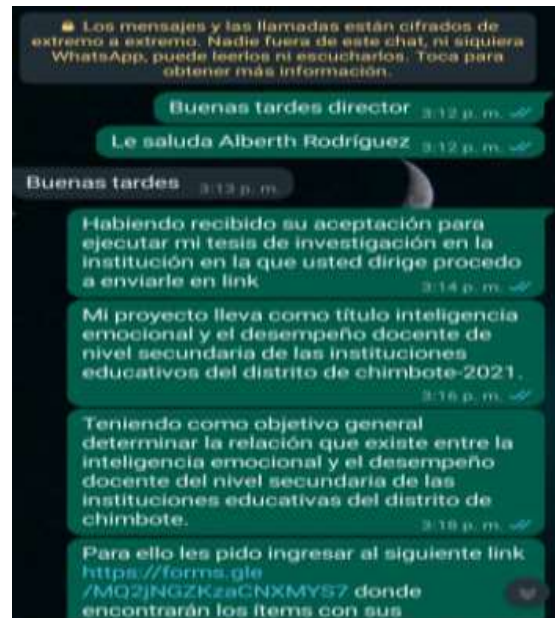 Los mensajes y las llamadas están cifrados de
extremo a extremo. Nadie fuera de este chat, ni siquiera
WhatsApp, puede leerlos ni escucharlos. Toca para
obtener más información.
Buenas tardes director 3:12 p. m.
Le saluda Alberth Rodríguez 3:12 p. m.
Buenas tardes 3:13 p. m.
Habiendo recibido su aceptación para
ejecutar mi tesis de investigación en la
institución en la que usted dirige procedo
a enviarle en link 3:14 p. m.
Mi proyecto lleva como título inteligencia
emocional y el desempeño docente de
nivel secundaria de las instituciones
educativos del distrito de chimbote-2021.
3:16 p. m.
Teniendo como objetivo general
determinar la relación que existe entre la
inteligencia emocional y el desempeño
docente del nivel secundaria de las
instituciones educativas del distrito de
chimbote. 3:18 p. m.
Para ello les pido ingresar al siguiente link
https://forms.gle
/MQ2jNGZKzaCNXMYS7 donde
encontrarán los ítems con sus